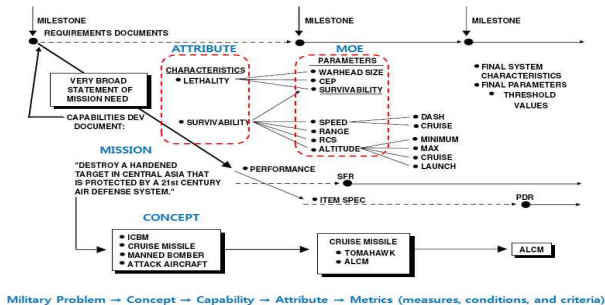 MILESTONE
MILESTONE
MILESTONE
REQUIREMENTS DOCUMENTS
ATTRIBUTE
MOE
VERY BROAD
STATEMENT OF
MISSION NEED
CHARACTERISTICS
● LETHALITY
● SURVIVABILITY
PARAMETERS
● WARHEAD SIZE
● CEP
● SURVIVABILITY
● SPEED
● RANGE
● RCS
● ALTITUDE
● DASH
● CRUISE
● MINIMUM
● MAX
● CRUISE
● LAUNCH
● FINAL SYSTEM
CHARACTERISTICS
● FINAL PARAMETERS
● THRESHOLD
VALUES
CAPABILITIES DEV
DOCUMENT:
MISSION
"DESTROY A HARDENED
TARGET IN CENTRAL ASIA THAT
IS PROTECTED BY A 21st CENTURY
AIR DEFENSE SYSTEM."
● PERFORMANCE
SFR
● ITEM SPEC
PDR
CONCEPT
● ICBM
● CRUISE MISSILE
● MANNED BOMBER
● ATTACK AIRCRAFT
CRUISE MISSILE
● TOMAHAWK
● ALCM
ALCM
Military Problem → Concept → Capability → Attribute → Metrics (measures, conditions, and criteria)